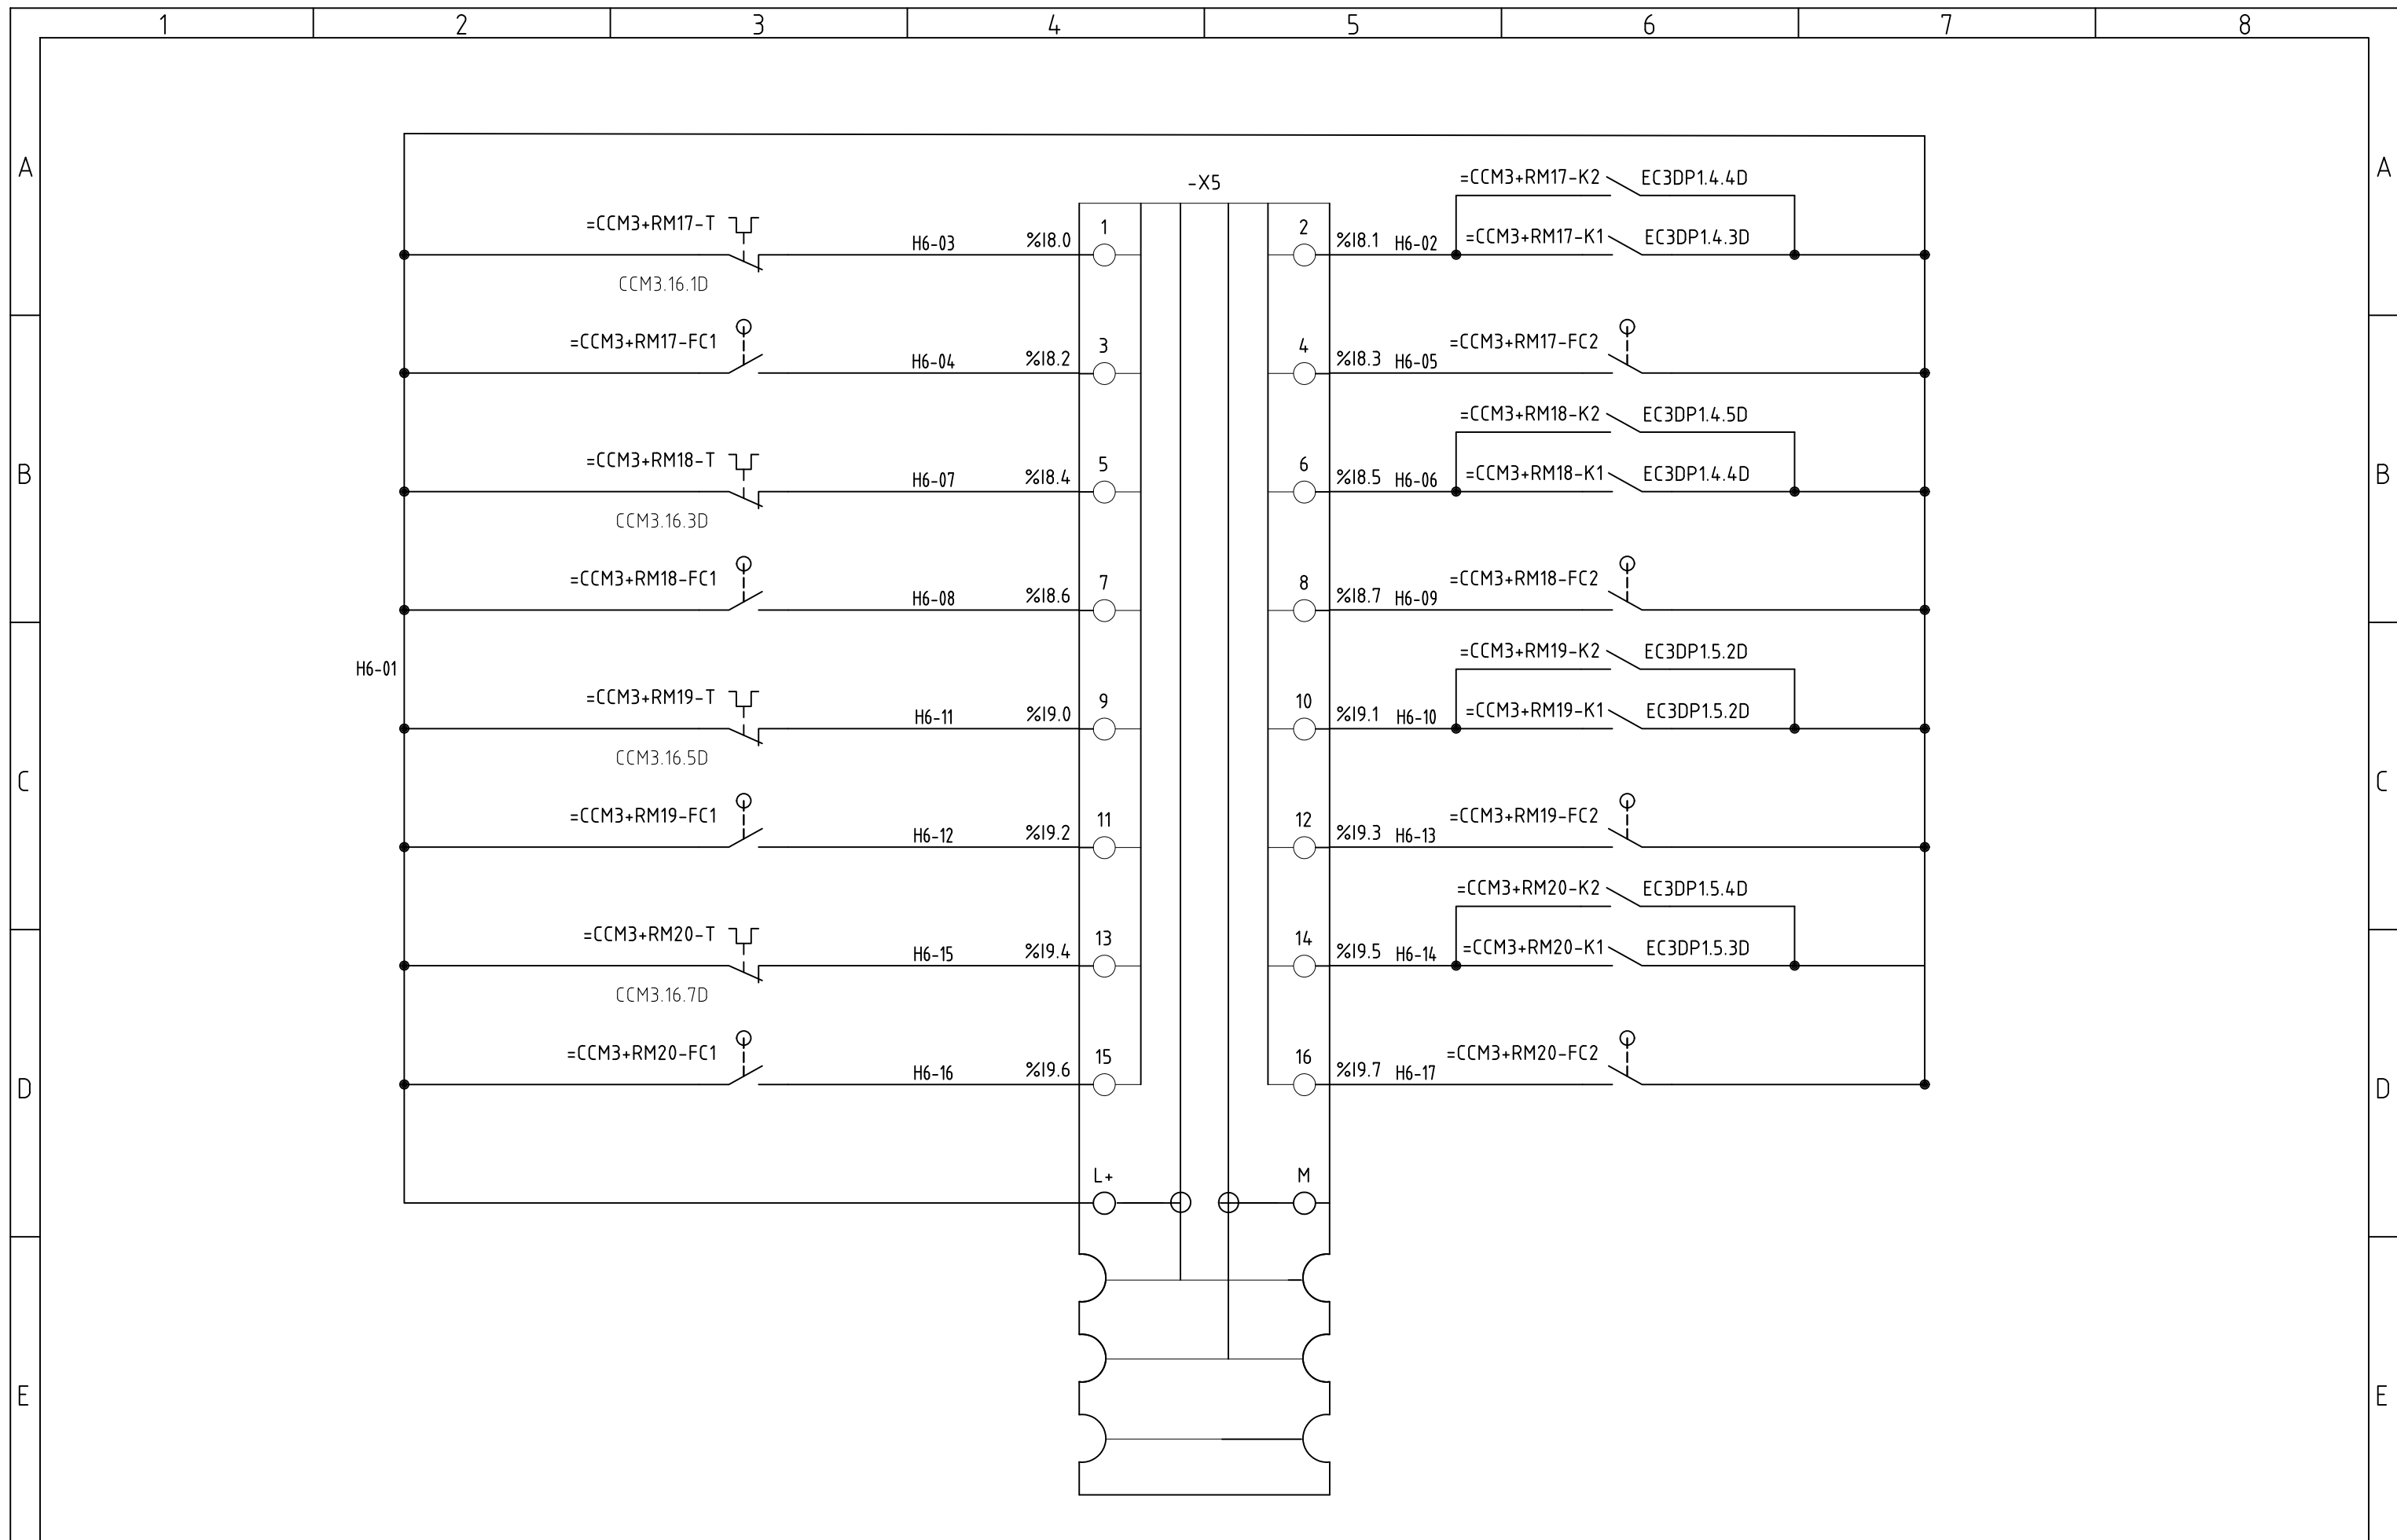 1 2 3 4 5 6 7 8
A A
-X5
=CCM3+RM17-K2 EC3DP1.4.4D
=CCM3+RM17-T H6-03 %I8.0 1 2 %I8.1 H6-02 =CCM3+RM17-K1 EC3DP1.4.3D
CCM3.16.1D
=CCM3+RM17-FC1 H6-04 %I8.2 3 4 %I8.3 H6-05 =CCM3+RM17-FC2
=CCM3+RM18-K2 EC3DP1.4.5D
B B
=CCM3+RM18-T H6-07 %I8.4 5 6 %I8.5 H6-06 =CCM3+RM18-K1 EC3DP1.4.4D
CCM3.16.3D
=CCM3+RM18-FC1 H6-08 %I8.6 7 8 %I8.7 H6-09 =CCM3+RM18-FC2
=CCM3+RM19-K2 EC3DP1.5.2D
H6-01
=CCM3+RM19-T H6-11 %I9.0 9 10 %I9.1 H6-10 =CCM3+RM19-K1 EC3DP1.5.2D
CCM3.16.5D
C C
=CCM3+RM19-FC1 H6-12 %I9.2 11 12 %I9.3 H6-13 =CCM3+RM19-FC2
=CCM3+RM20-K2 EC3DP1.5.4D
=CCM3+RM20-T H6-15 %I9.4 13 14 %I9.5 H6-14 =CCM3+RM20-K1 EC3DP1.5.3D
CCM3.16.7D
=CCM3+RM20-FC1 H6-16 %I9.6 15 16 %I9.7 H6-17 =CCM3+RM20-FC2
D D
L+ M
E E